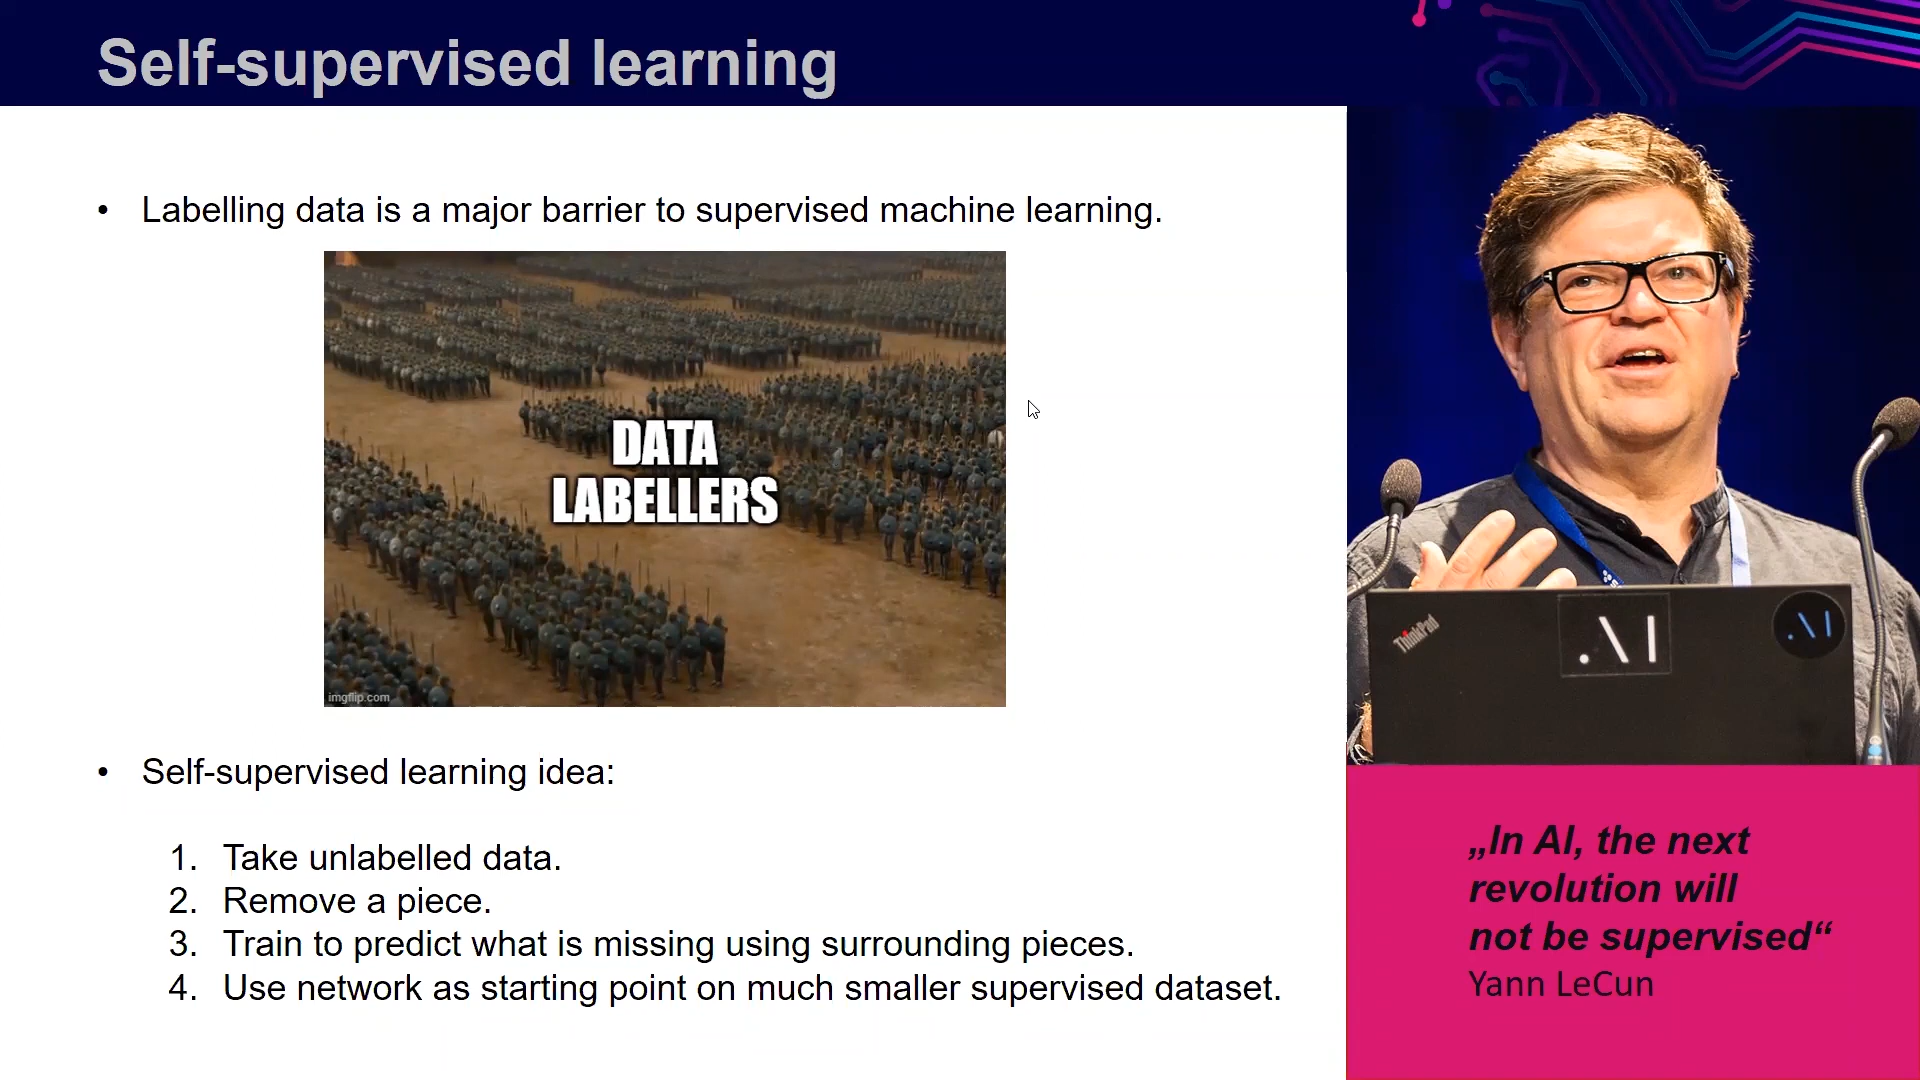 Self-supervised learning
• Labelling data is a major barrier to supervised machine learning.
DATA
LABELLERS
imgflip.com
• Self-supervised learning idea:
1. Take unlabelled data.
2. Remove a piece.
3. Train to predict what is missing using surrounding pieces.
4. Use network as starting point on much smaller supervised dataset.
ThinkPad
.\I
.\I
„In AI, the next
revolution will
not be supervised“
Yann LeCun